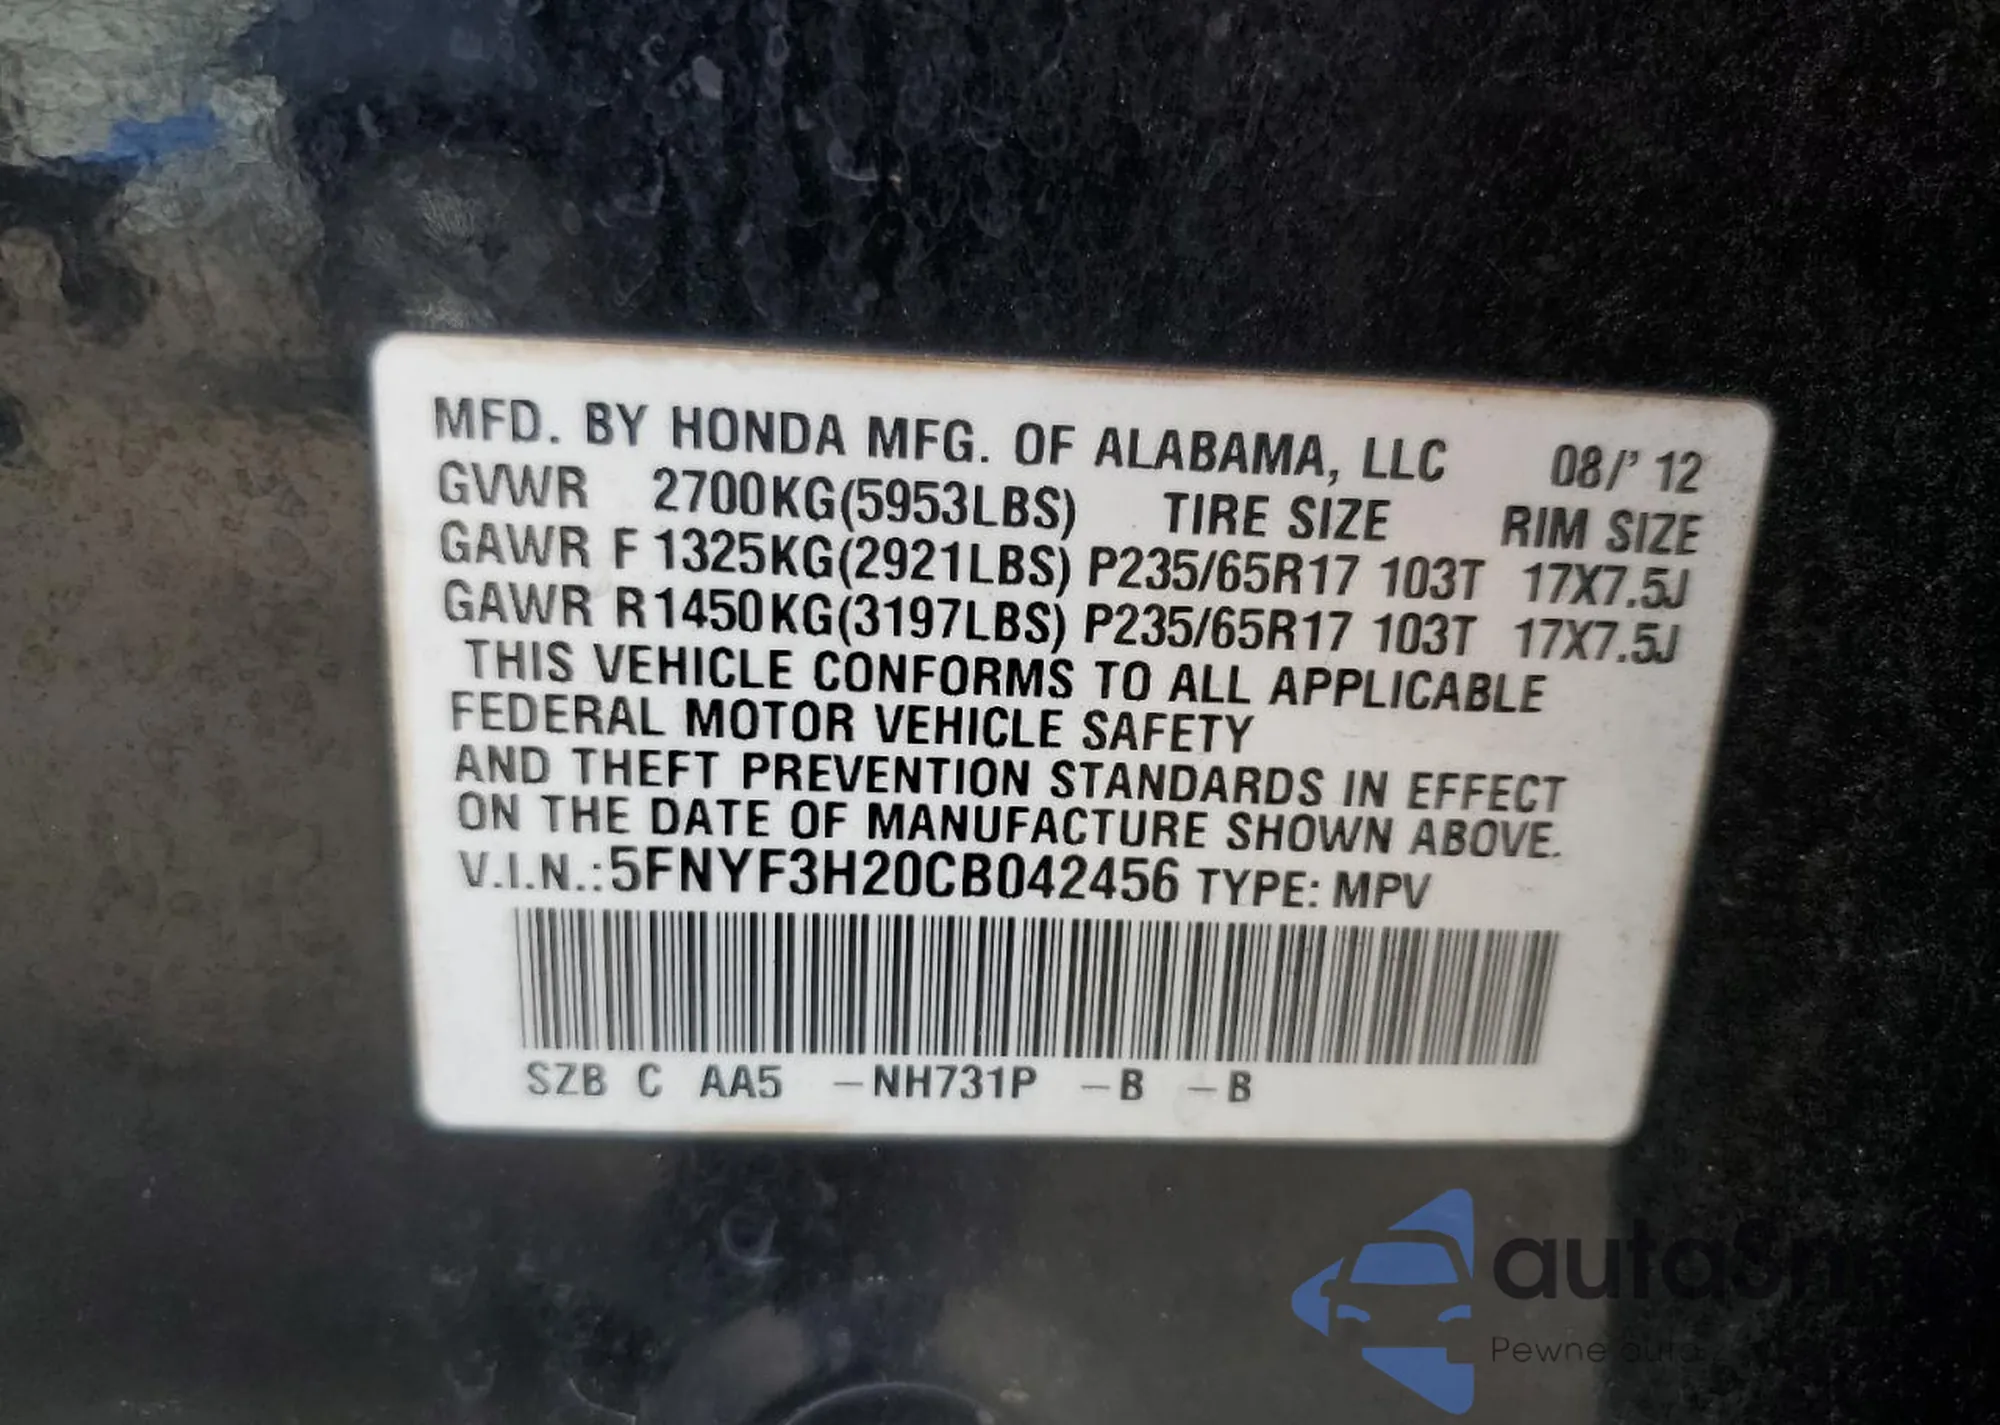 MFD. BY HONDA MFG. OF ALABAMA, LLC 08/' 12
GVWR 2700KG(5953LBS) TIRE SIZE RIM SIZE
GAWR F 1325KG(2921LBS) P235/65R17 103T 17X7.5J
GAWR R 1450KG(3197LBS) P235/65R17 103T 17X7.5J
THIS VEHICLE CONFORMS TO ALL APPLICABLE
FEDERAL MOTOR VEHICLE SAFETY
AND THEFT PREVENTION STANDARDS IN EFFECT
ON THE DATE OF MANUFACTURE SHOWN ABOVE.
V.I.N.:5FNYF3H20CB042456 TYPE: MPV
SZB C AA5 –NH731P –B –B
Pewne auto